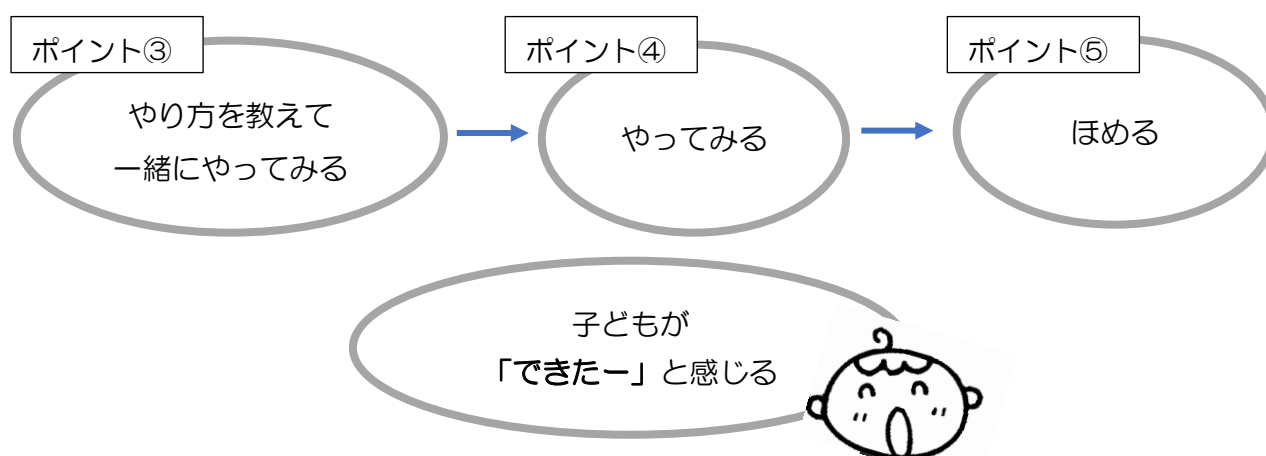 ポイント③
やり方を教えて
一緒にやってみる
ポイント④
やってみる
ポイント⑤
ほめる
子どもが
「できたー」と感じる